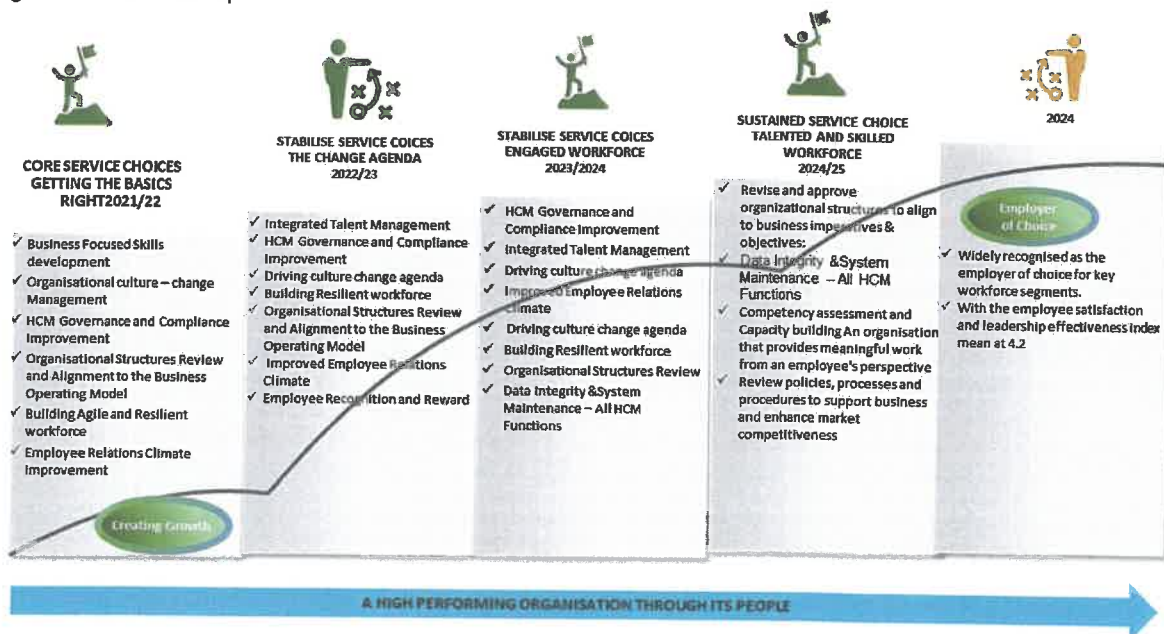 CORE SERVICE CHOICES
GETTING THE BASICS
RIGHT2021/22
✓ Business Focused Skills
development
✓ Organisational culture – change
Management
✓ HCM Governance and Compliance
Improvement
✓ Organisational Structures Review
and Alignment to the Business
Operating Model
✓ Building Agile and Resilient
workforce
✓ Employee Relations Climate
Improvement
Creating Growth
STABILISE SERVICE COICES
THE CHANGE AGENDA
2022/23
✓ Integrated Talent Management
✓ HCM Governance and Compliance
Improvement
✓ Driving culture change agenda
✓ Building Resilient workforce
✓ Organisational Structures Review
and Alignment to the Business
Operating Model
✓ Improved Employee Relations
Climate
✓ Employee Recognition and Reward
STABILISE SERVICE COICES
ENGAGED WORKFORCE
2023/2024
✓ HCM Governance and
Compliance Improvement
✓ Integrated Talent Management
✓ Driving culture change agenda
✓ Improved Employee Relations
Climate
✓ Driving culture change agenda
✓ Building Resilient workforce
✓ Organisational Structures Review
✓ Data Integrity &System
Maintenance – All HCM
Functions
SUSTAINED SERVICE CHOICE
TALENTED AND SKILLED
WORKFORCE
2024/25
✓ Revise and approve
organizational structures to align
to business imperatives &
objectives:
✓ Data Integrity &System
Maintenance – All HCM
Functions
✓ Competency assessment and
Capacity building An organisation
that provides meaningful work
from an employee's perspective
✓ Review policies, processes and
procedures to support business
and enhance market
competitiveness
2024
Employer
of Choice
✓ Widely recognised as the
employer of choice for key
workforce segments.
✓ With the employee satisfaction
and leadership effectiveness index
mean at 4.2
A HIGH PERFORMING ORGANISATION THROUGH ITS PEOPLE